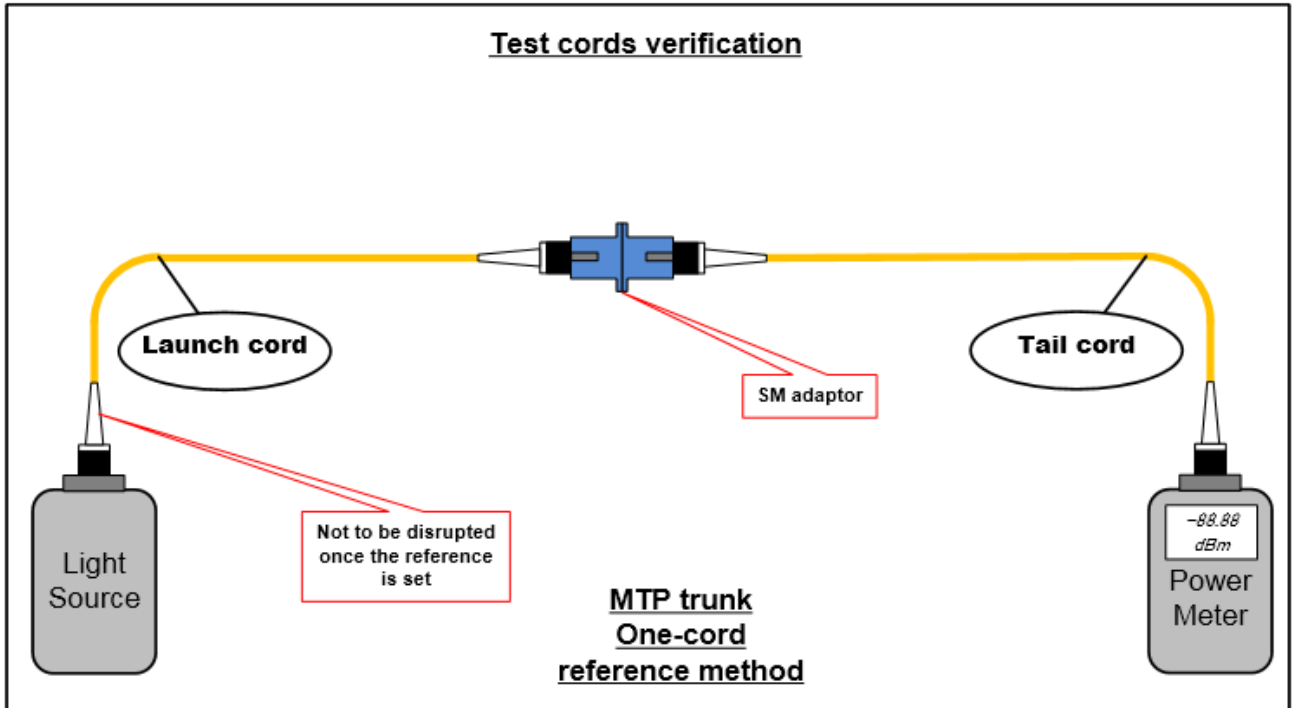 Test cords verification
Launch cord
Tail cord
SM adaptor
Not to be disrupted
once the reference
is set
Light
Source
-88.88
dBm
Power
Meter
MTP trunk
One-cord
reference method